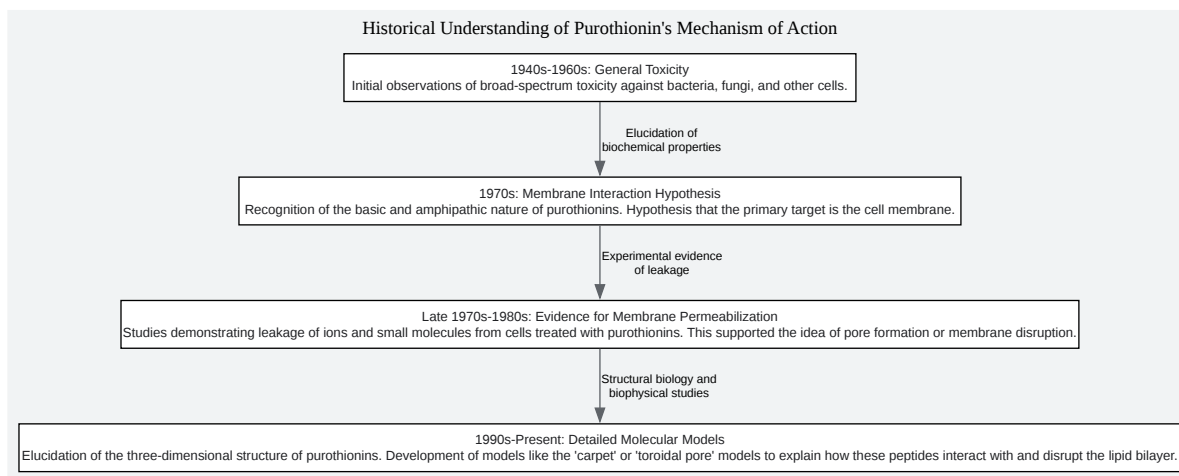 Historical Understanding of Purothionin's Mechanism of Action
1940s-1960s: General Toxicity
Initial observations of broad-spectrum toxicity against bacteria, fungi, and other cells.
Elucidation of
biochemical properties
1970s: Membrane Interaction Hypothesis
Recognition of the basic and amphipathic nature of purothionins. Hypothesis that the primary target is the cell membrane.
Experimental evidence
of leakage
Late 1970s-1980s: Evidence for Membrane Permeabilization
Studies demonstrating leakage of ions and small molecules from cells treated with purothionins. This supported the idea of pore formation or membrane disruption.
Structural biology and
biophysical studies
1990s-Present: Detailed Molecular Models
Elucidation of the three-dimensional structure of purothionins. Development of models like the 'carpet' or 'toroidal pore' models to explain how these peptides interact with and disrupt the lipid bilayer.